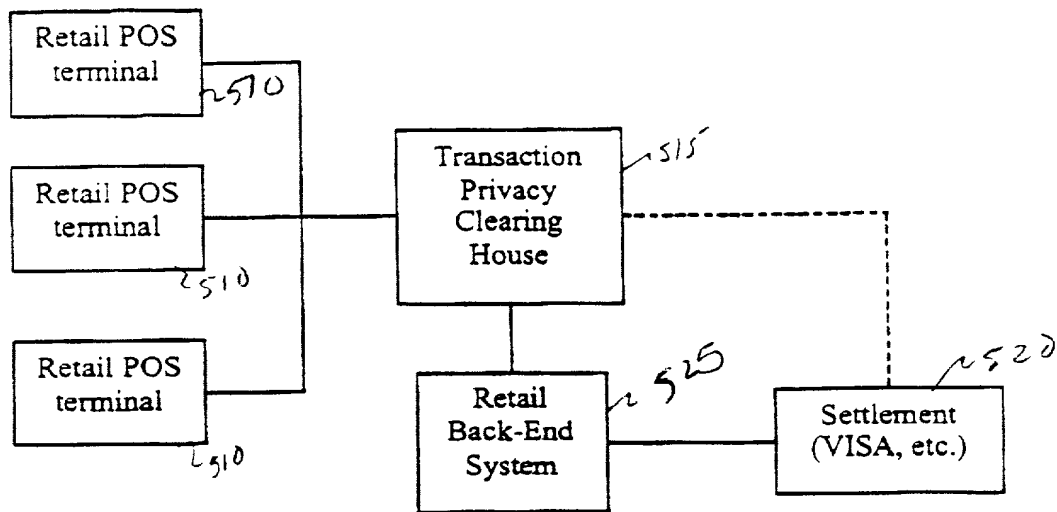 Retail POS
terminal
510
Retail POS
terminal
510
Retail POS
terminal
510
Transaction
Privacy
Clearing
House
515
Retail
Back-End
System
525
Settlement
(VISA, etc.)
520